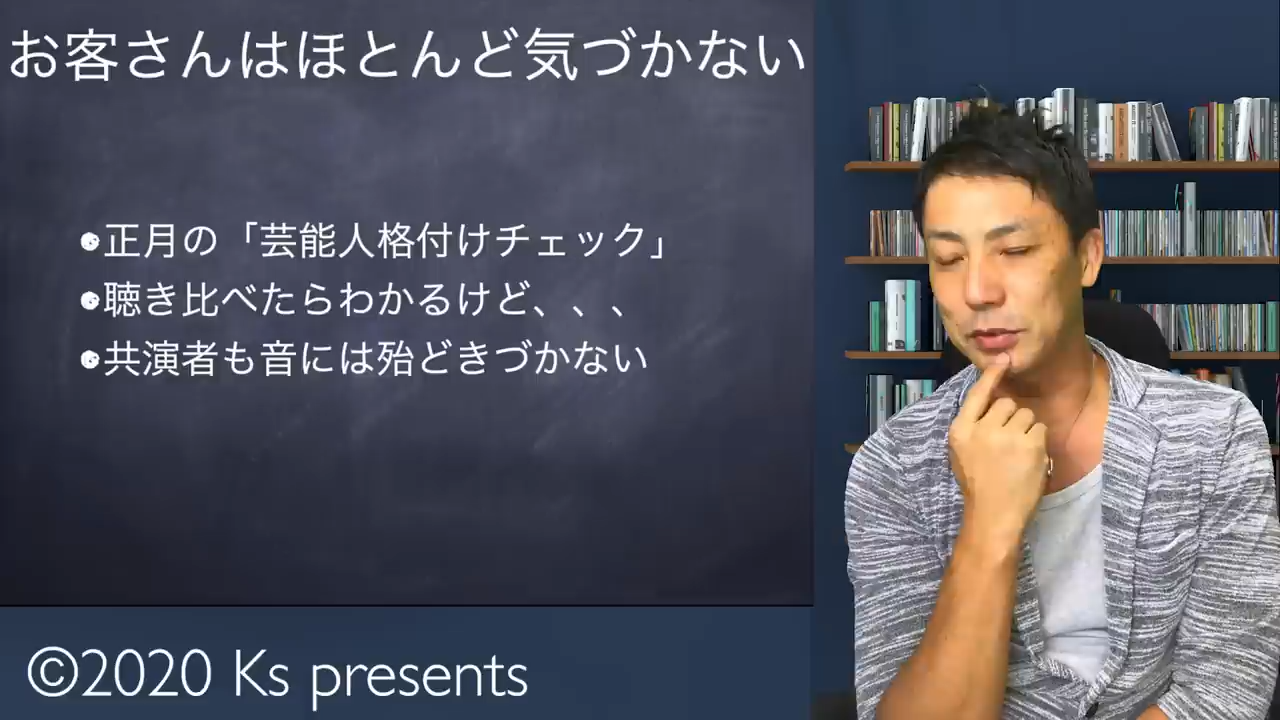 お客さんはほとんど気づかない
●正月の「芸能人格付けチェック」
●聴き比べたらわかるけど、、、
●共演者も音には殆どきづかない
©2020 Ks presents